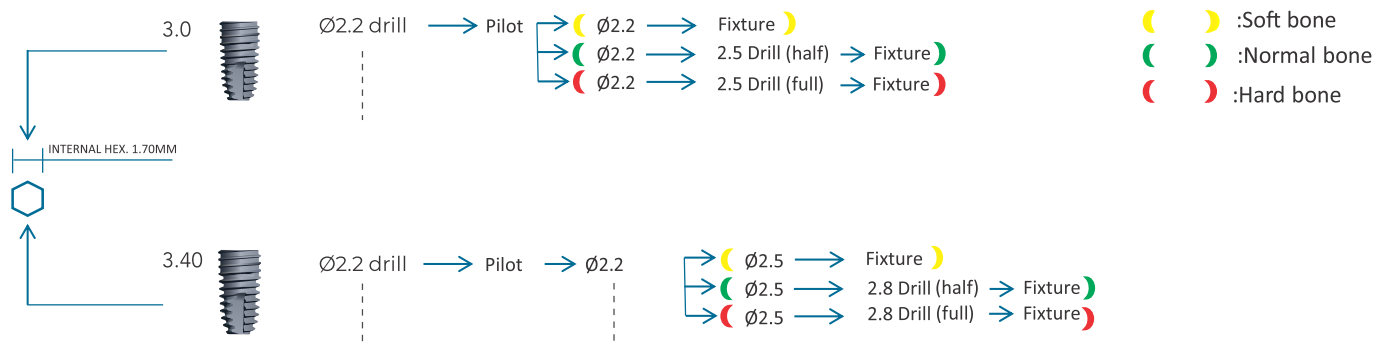 3.0 Ø2.2 drill Pilot Ø2.2 Fixture
Ø2.2 2.5 Drill (half) Fixture
Ø2.2 2.5 Drill (full) Fixture
:Soft bone
:Normal bone
:Hard bone
INTERNAL HEX. 1.70MM
3.40 Ø2.2 drill Pilot Ø2.2 Ø2.5 Fixture
Ø2.5 2.8 Drill (half) Fixture
Ø2.5 2.8 Drill (full) Fixture